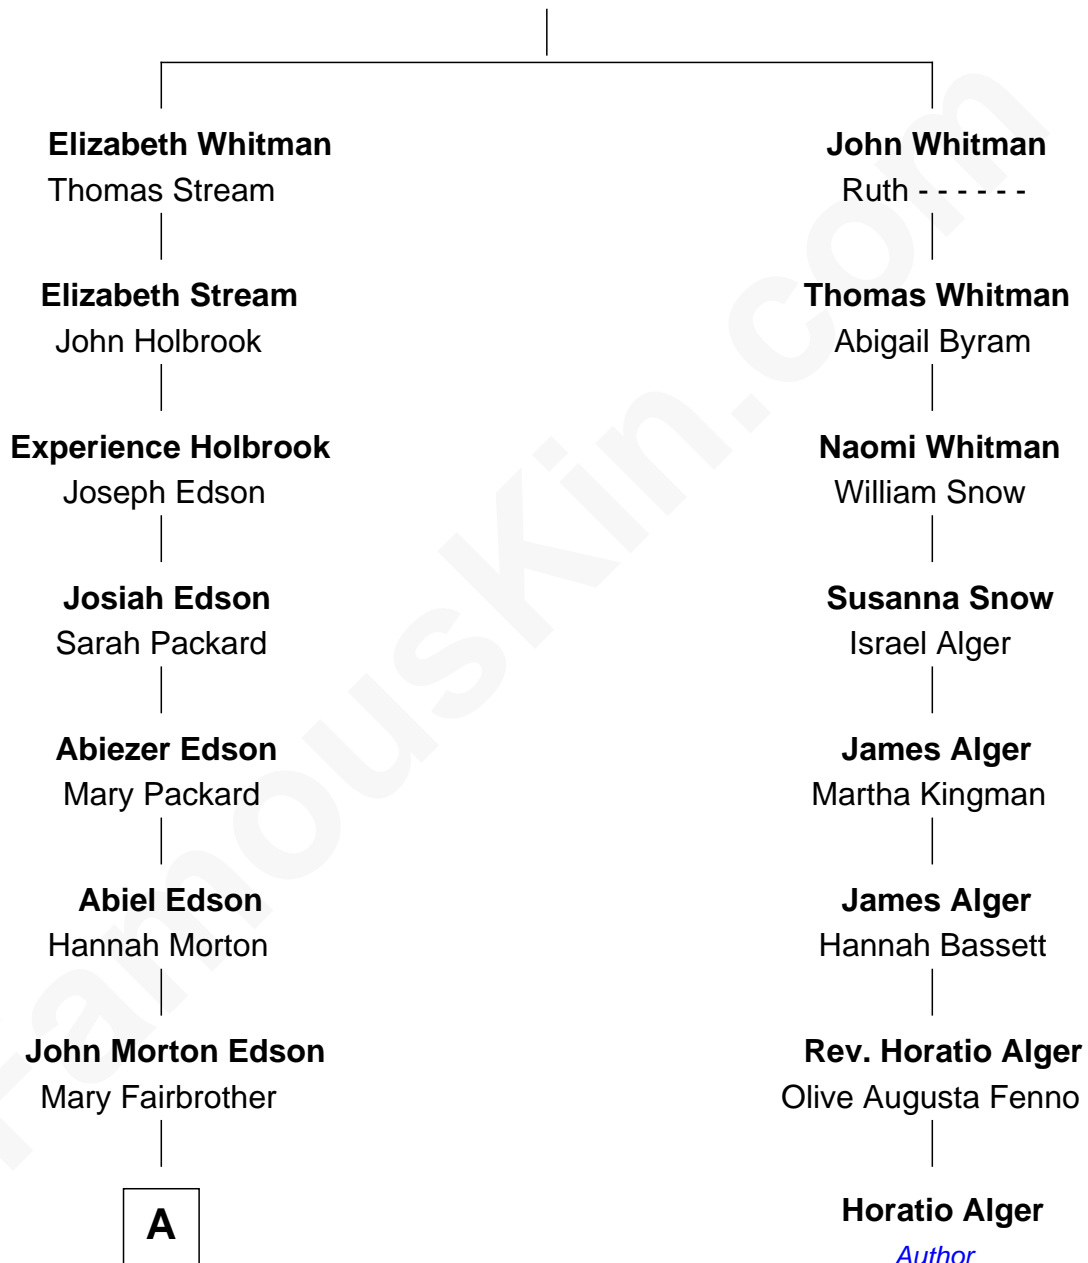 Elizabeth Whitman
Thomas Stream
John Whitman
Ruth - - - - - -
Elizabeth Stream
John Holbrook
Thomas Whitman
Abigail Byram
Experience Holbrook
Joseph Edson
Naomi Whitman
William Snow
Josiah Edson
Sarah Packard
Susanna Snow
Israel Alger
Abiezer Edson
Mary Packard
James Alger
Martha Kingman
Abiel Edson
Hannah Morton
James Alger
Hannah Bassett
John Morton Edson
Mary Fairbrother
Rev. Horatio Alger
Olive Augusta Fenno
A
Horatio Alger
Author
FamousKin.com